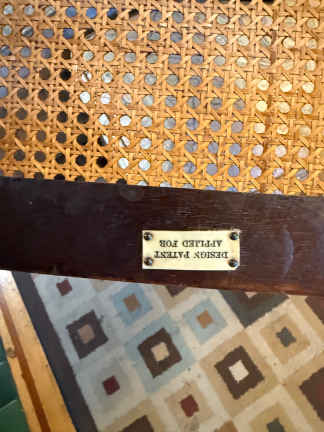 DESIGN PATENT
APPLIED FOR